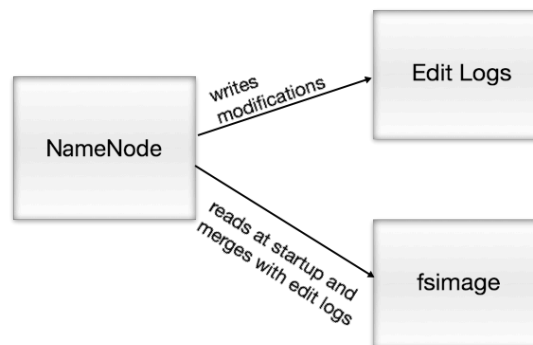 Edit Logs
writes
modifications
NameNode
reads at startup and
merges with edit logs
fsimage